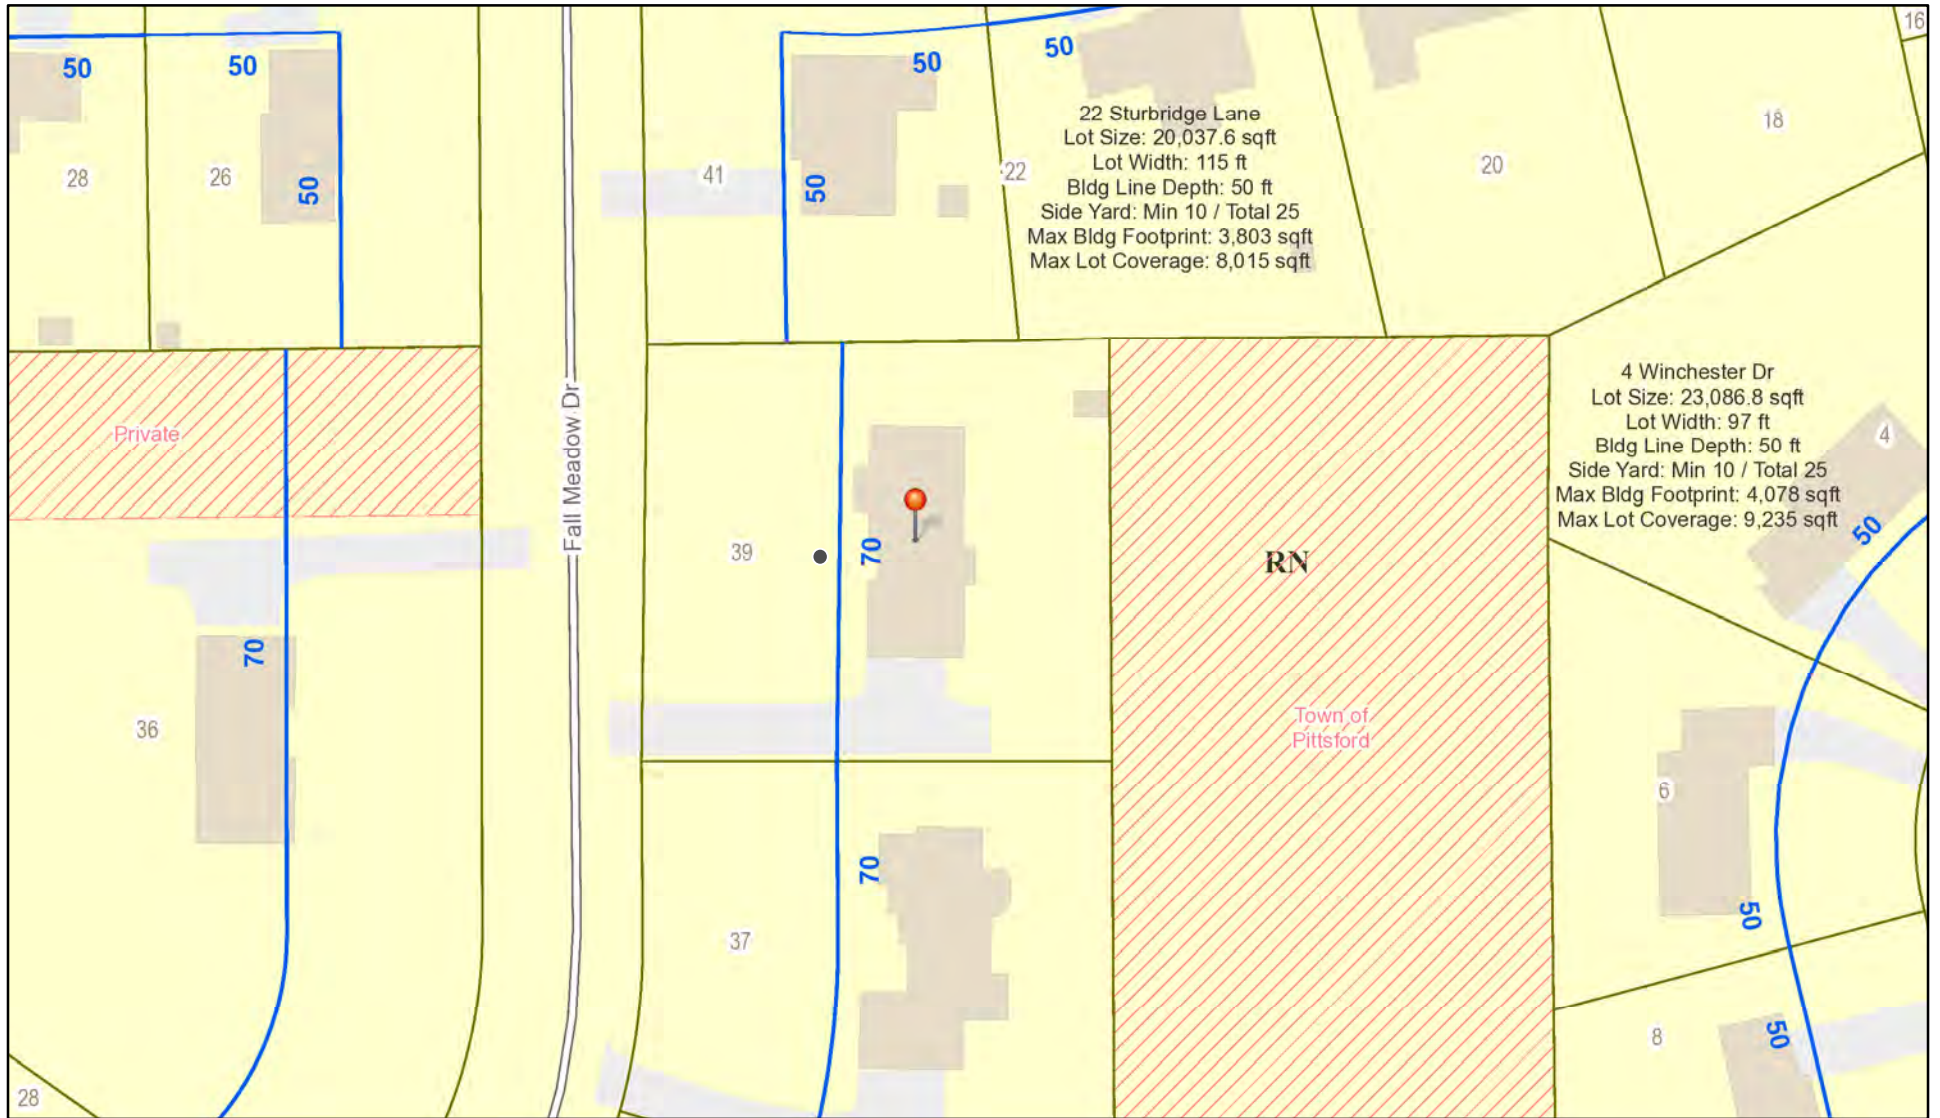 16
50
50
50
50
22 Sturbridge Lane
Lot Size: 20,037.6 sqft
Lot Width: 115 ft
Bldg Line Depth: 50 ft
Side Yard: Min 10 / Total 25
Max Bldg Footprint: 3,803 sqft
Max Lot Coverage: 8,015 sqft
18
20
22
41
50
28
26
50
4 Winchester Dr
Lot Size: 23,086.8 sqft
Lot Width: 97 ft
Bldg Line Depth: 50 ft
Side Yard: Min 10 / Total 25
Max Bldg Footprint: 4,078 sqft
Max Lot Coverage: 9,235 sqft
4
50
Private
Fall Meadow Dr
39
70
RN
70
36
Town of
Pittsford
6
70
37
50
8
50
28